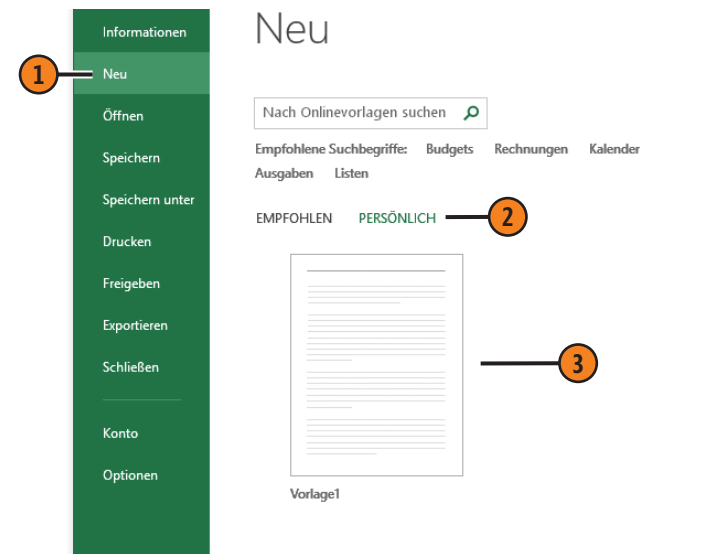 Informationen
Neu
Öffnen
Speichern
Speichern unter
Drucken
Freigeben
Exportieren
Schließen
Konto
Optionen
1
Neu
Nach Onlinevorlagen suchen
Empfohlene Suchbegriffe: Budgets Rechnungen Kalender
Ausgaben Listen
EMPFOHLEN PERSÖNLICH 2
3
Vorlage1